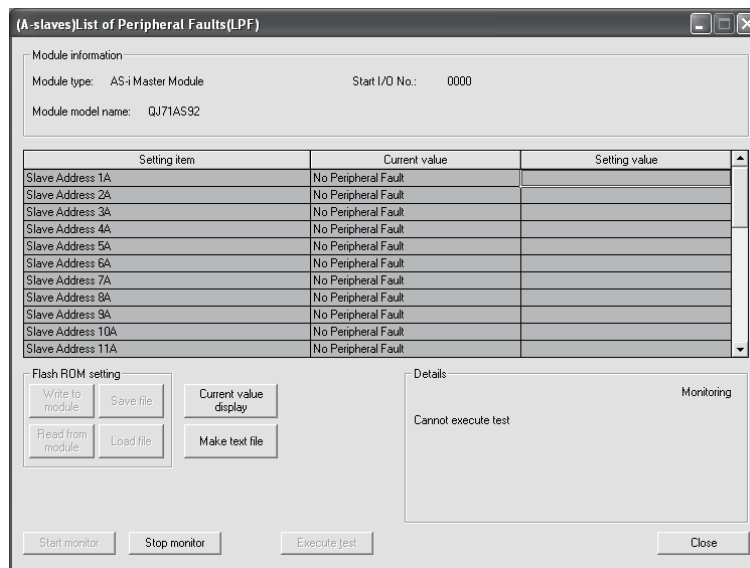 (A-slaves)List of Peripheral Faults(LPF)
Module information
Module type: AS-i Master Module Start I/O No.: 0000
Module model name: QJ71AS92
Setting item Current value Setting value
Slave Address 1A No Peripheral Fault
Slave Address 2A No Peripheral Fault
Slave Address 3A No Peripheral Fault
Slave Address 4A No Peripheral Fault
Slave Address 5A No Peripheral Fault
Slave Address 6A No Peripheral Fault
Slave Address 7A No Peripheral Fault
Slave Address 8A No Peripheral Fault
Slave Address 9A No Peripheral Fault
Slave Address 10A No Peripheral Fault
Slave Address 11A No Peripheral Fault
Flash ROM setting
Write to
module
Save file
Current value
display
Read from
module
Load file
Make text file
Details
Monitoring
Cannot execute test
Start monitor Stop monitor Execute test Close